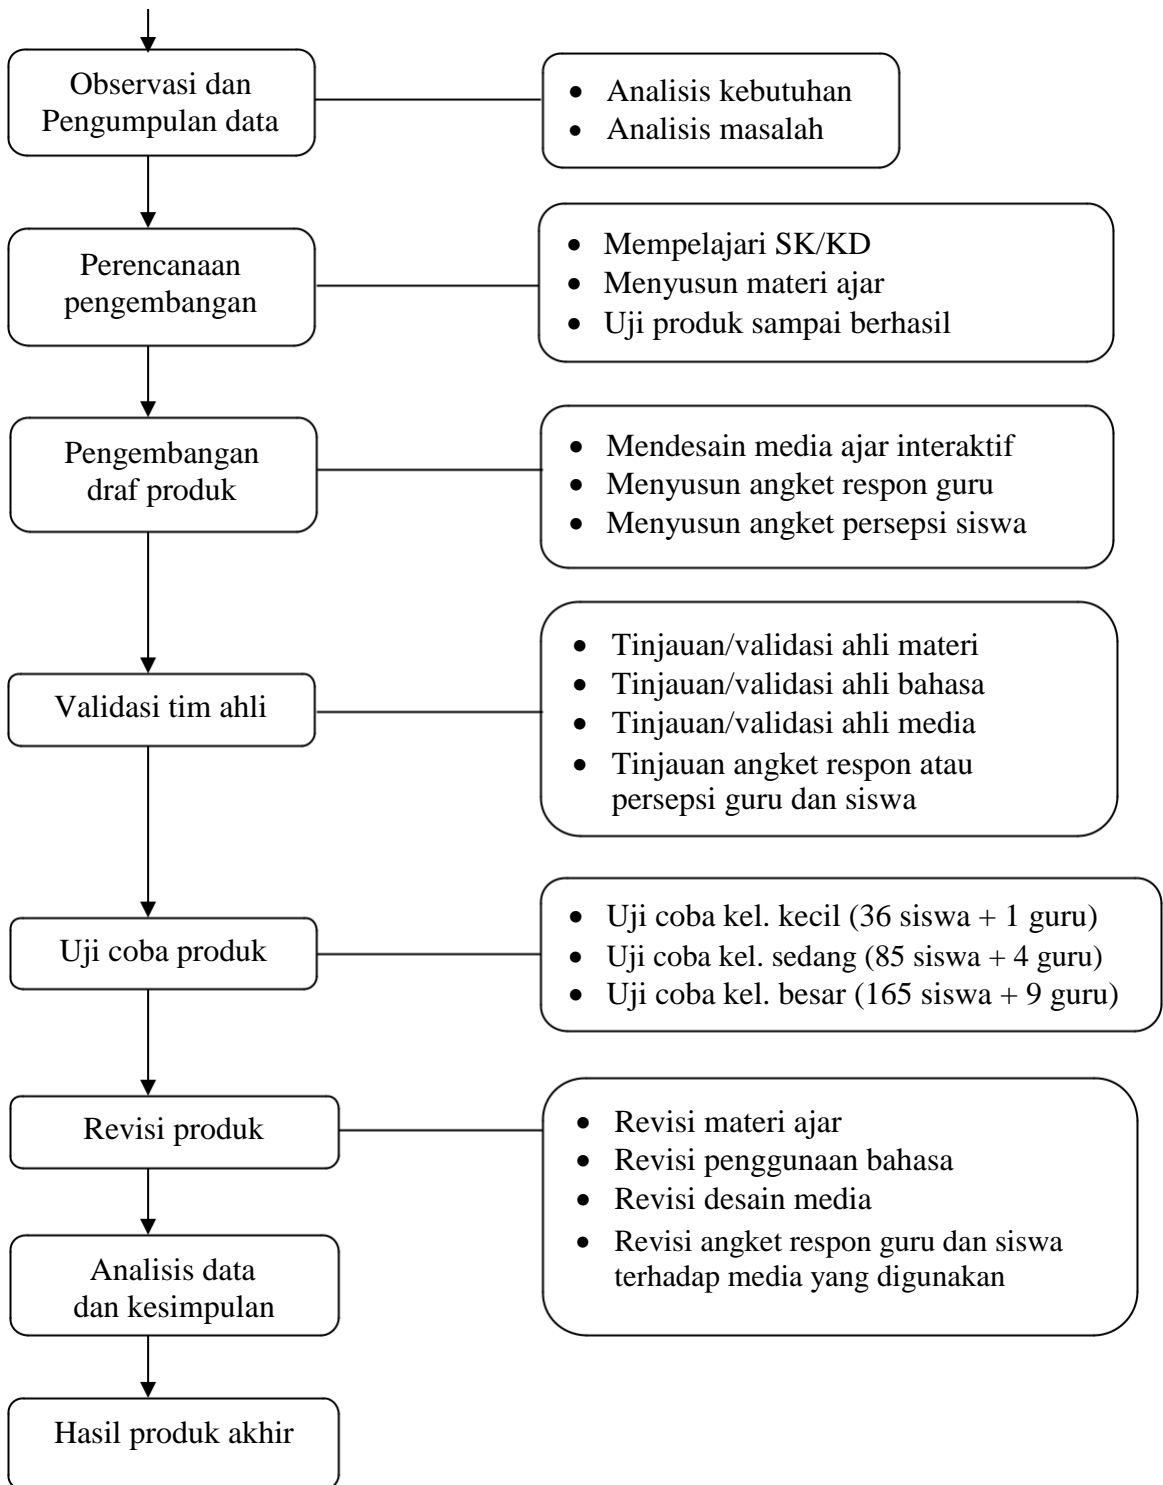 Observasi dan
Pengumpulan data
• Analisis kebutuhan
• Analisis masalah
Perencanaan
pengembangan
• Mempelajari SK/KD
• Menyusun materi ajar
• Uji produk sampai berhasil
Pengembangan
draf produk
• Mendesain media ajar interaktif
• Menyusun angket respon guru
• Menyusun angket persepsi siswa
Validasi tim ahli
• Tinjauan/validasi ahli materi
• Tinjauan/validasi ahli bahasa
• Tinjauan/validasi ahli media
• Tinjauan angket respon atau
persepsi guru dan siswa
Uji coba produk
• Uji coba kel. kecil (36 siswa + 1 guru)
• Uji coba kel. sedang (85 siswa + 4 guru)
• Uji coba kel. besar (165 siswa + 9 guru)
Revisi produk
• Revisi materi ajar
• Revisi penggunaan bahasa
• Revisi desain media
• Revisi angket respon guru dan siswa
terhadap media yang digunakan
Analisis data
dan kesimpulan
Hasil produk akhir